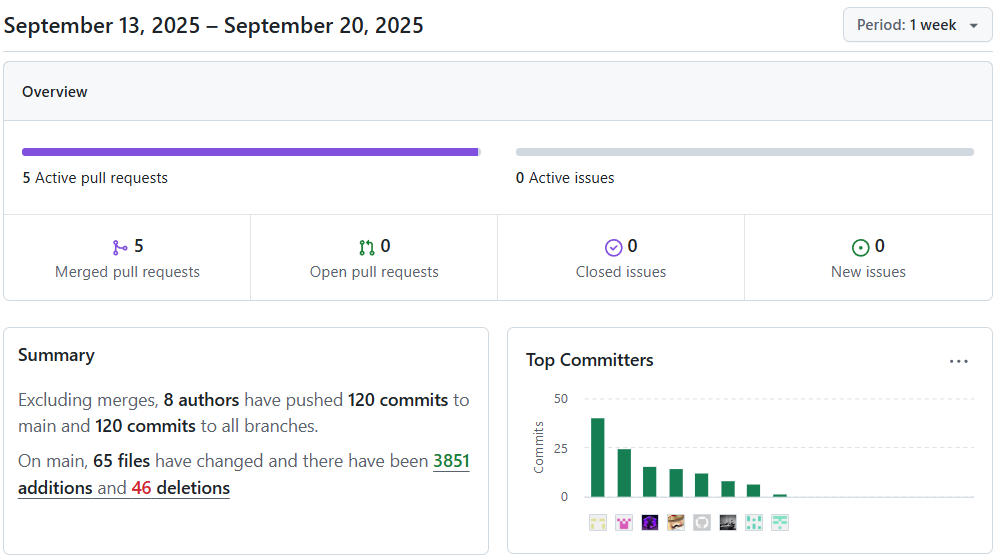 September 13, 2025 – September 20, 2025
Period: 1 week
Overview
5 Active pull requests
0 Active issues
5
Merged pull requests
0
Open pull requests
0
Closed issues
0
New issues
Summary
Excluding merges, 8 authors have pushed 120 commits to
main and 120 commits to all branches.
On main, 65 files have changed and there have been 3851
additions and 46 deletions
Top Committers
Commits
50
25
0